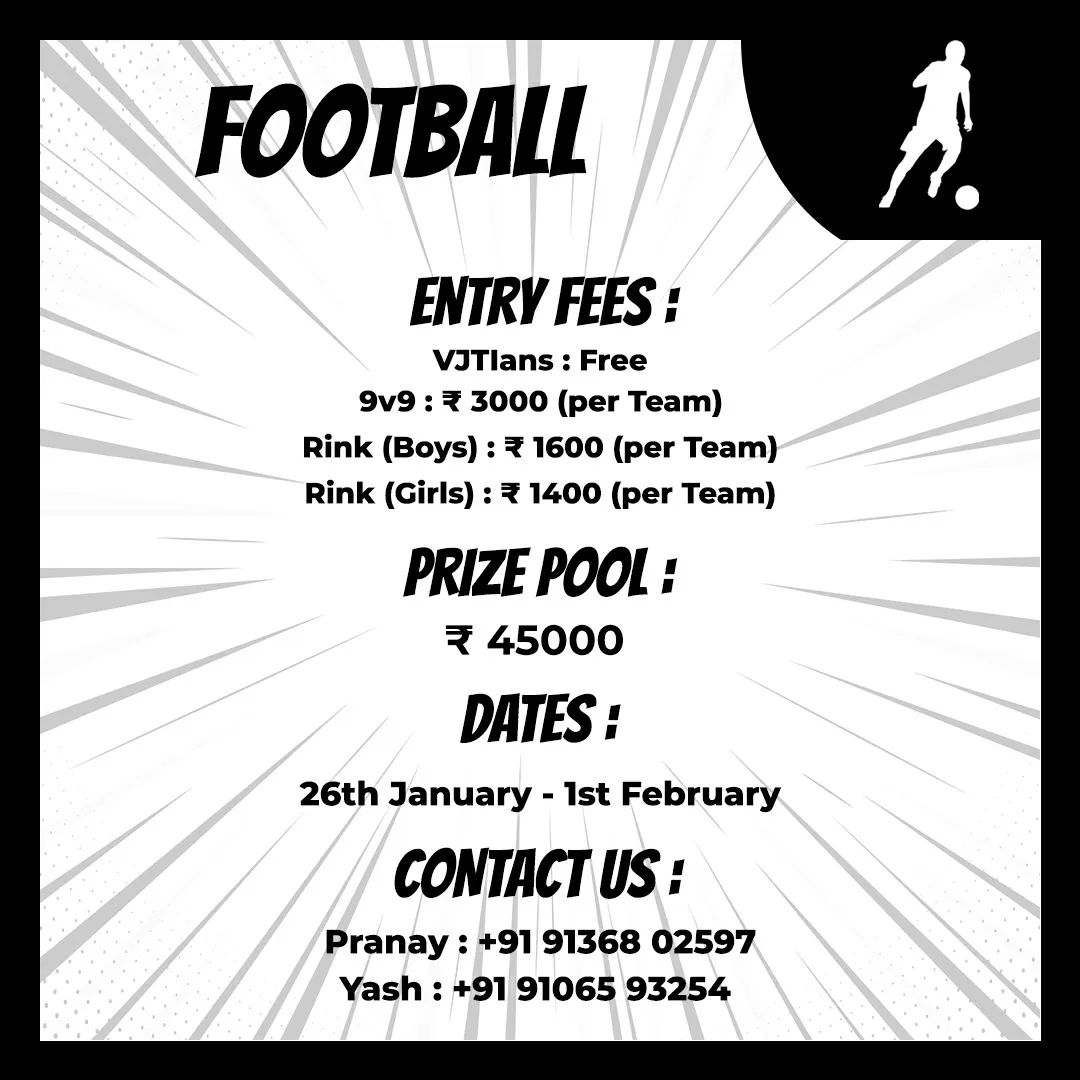 FOOTBALL
ENTRY FEES :
VJTIans : Free
9v9 : ₹ 3000 (per Team)
Rink (Boys) : ₹ 1600 (per Team)
Rink (Girls) : ₹ 1400 (per Team)
PRIZE POOL :
₹ 45000
DATES :
26th January - 1st February
CONTACT US :
Pranay : +91 91368 02597
Yash : +91 91065 93254